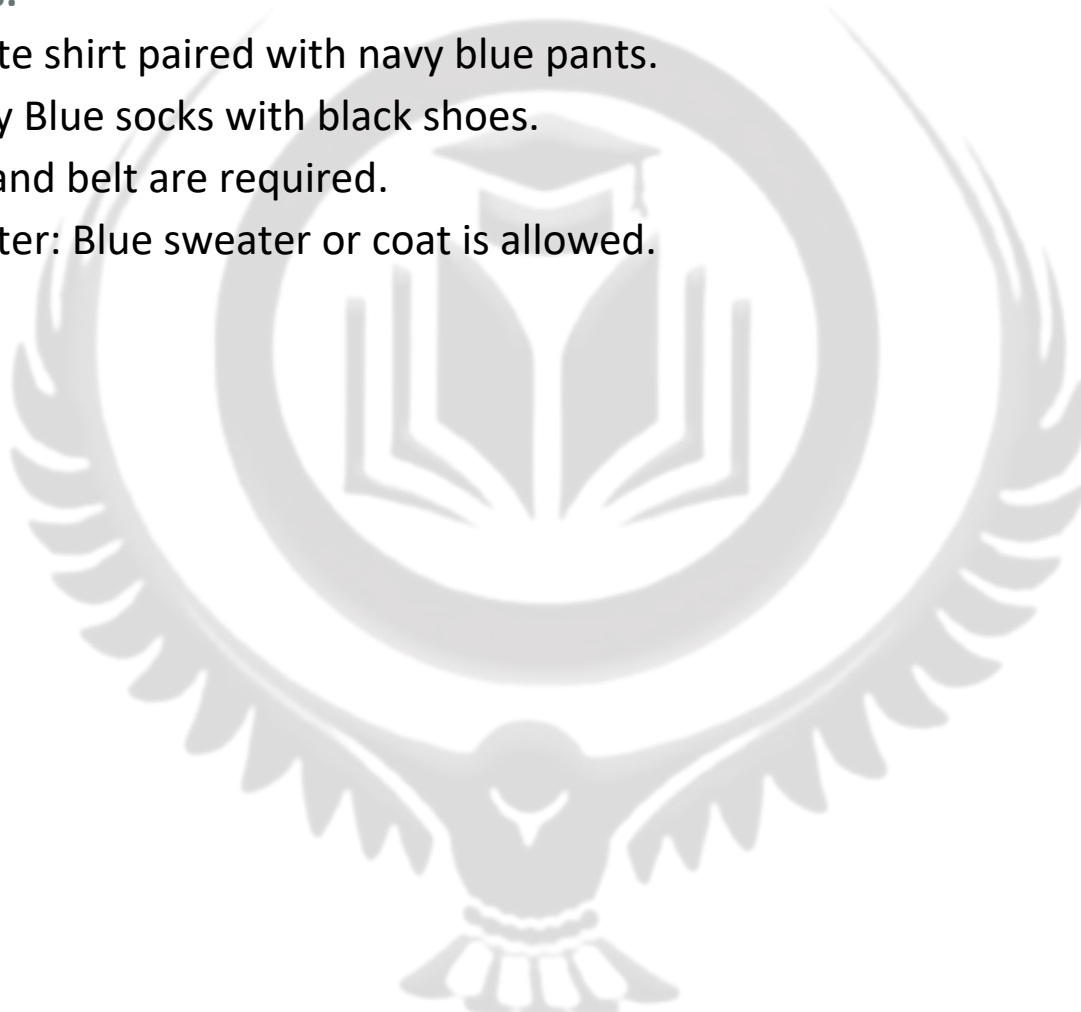 te shirt paired with navy blue pants.
y Blue socks with black shoes.
and belt are required.
ter: Blue sweater or coat is allowed.